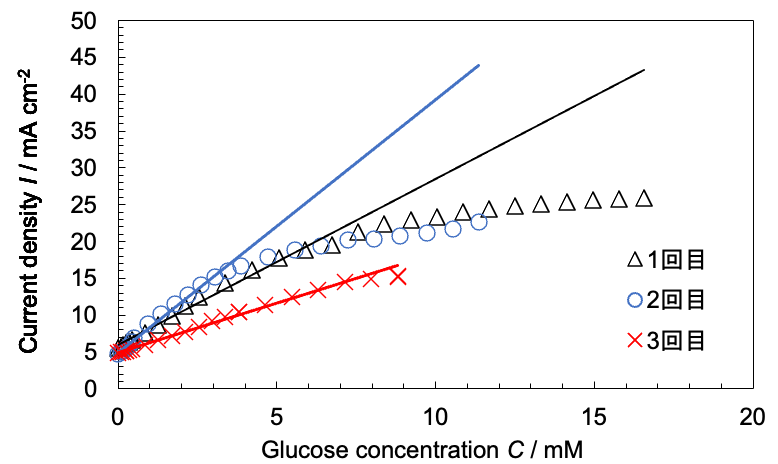 50
45
40
35
30
25
20
15
10
5
0
Current density I / mA cm-2
1回目
2回目
3回目
0 5 10 15 20
Glucose concentration C / mM